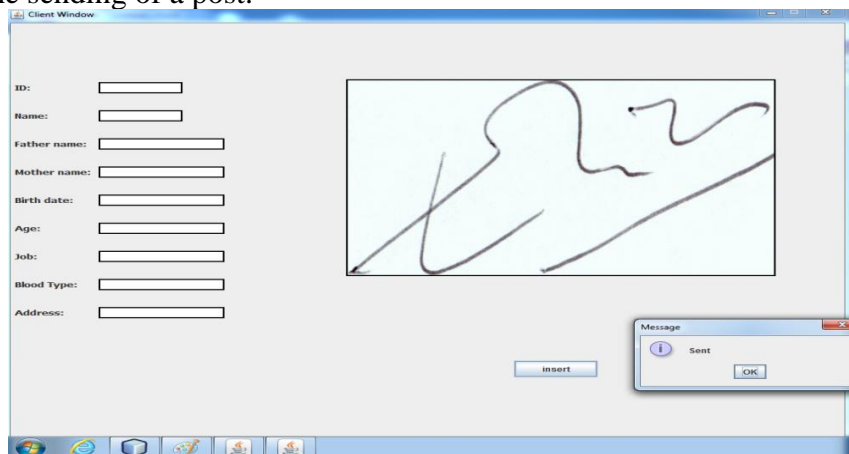 he sending of a post.
Client Window
ID:
Name:
Father name:
Mother name:
Birth date:
Age:
Job:
Blood Type:
Address:
insert
Message
Sent
OK